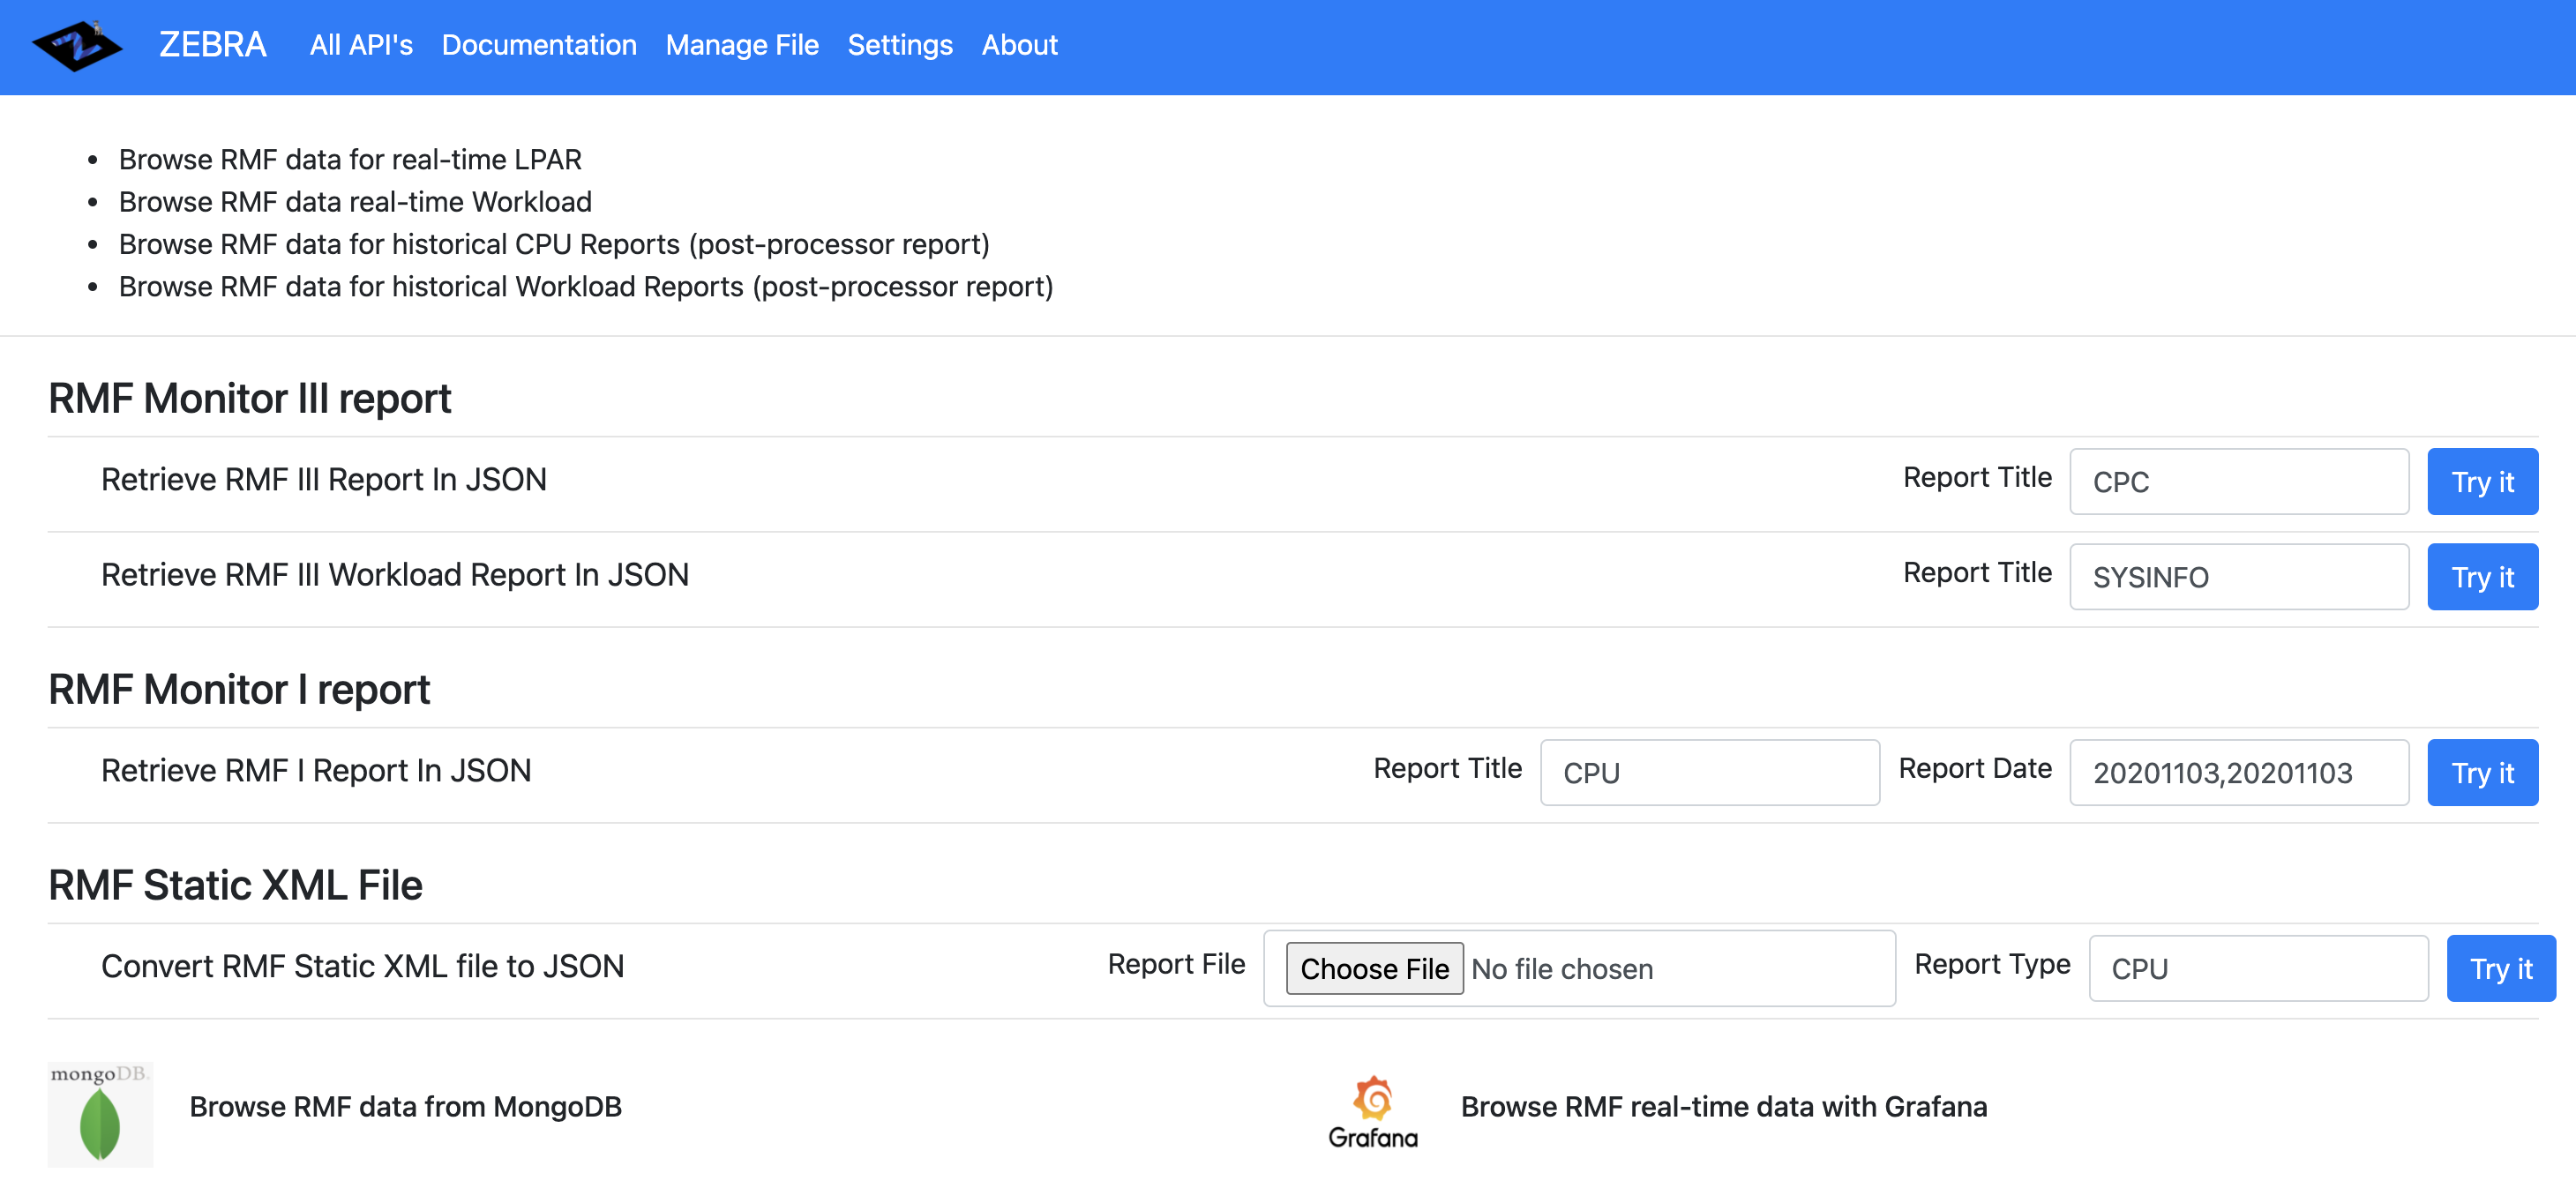 ZEBRA All API's Documentation Manage File Settings About
Browse RMF data for real-time LPAR
Browse RMF data real-time Workload
Browse RMF data for historical CPU Reports (post-processor report)
Browse RMF data for historical Workload Reports (post-processor report)
RMF Monitor III report
Retrieve RMF III Report In JSON Report Title CPC Try it
Retrieve RMF III Workload Report In JSON Report Title SYSINFO Try it
RMF Monitor I report
Retrieve RMF I Report In JSON Report Title CPU Report Date 20201103,20201103 Try it
RMF Static XML File
Convert RMF Static XML file to JSON Report File Choose File No file chosen Report Type CPU Try it
mongoDB.
Browse RMF data from MongoDB
Grafana
Browse RMF real-time data with Grafana